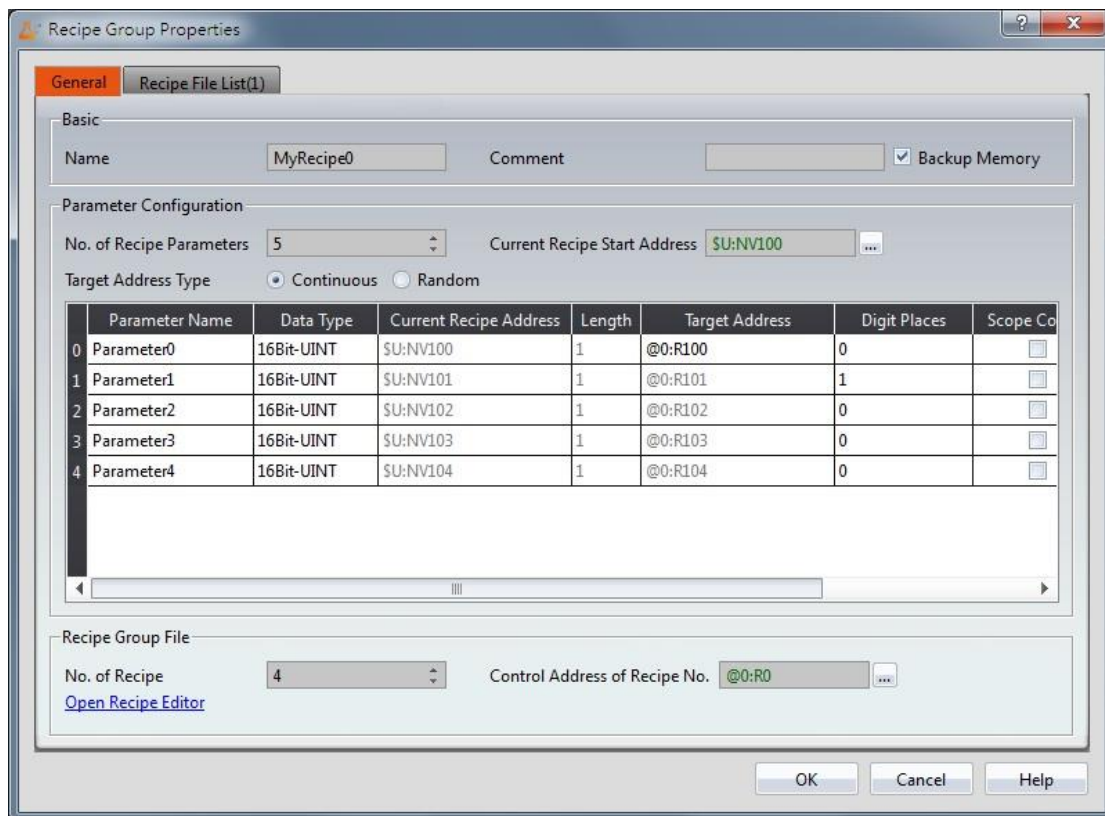 Recipe Group Properties
General Recipe File List(1)
Basic
Name MyRecipe0 Comment Backup Memory
Parameter Configuration
No. of Recipe Parameters 5 Current Recipe Start Address $U:NV100 ...
Target Address Type Continuous Random
Parameter Name Data Type Current Recipe Address Length Target Address Digit Places Scope Co
0 Parameter0 16Bit-UINT $U:NV100 1 @0:R100 0
1 Parameter1 16Bit-UINT $U:NV101 1 @0:R101 1
2 Parameter2 16Bit-UINT $U:NV102 1 @0:R102 0
3 Parameter3 16Bit-UINT $U:NV103 1 @0:R103 0
4 Parameter4 16Bit-UINT $U:NV104 1 @0:R104 0
Recipe Group File
No. of Recipe 4 Control Address of Recipe No. @0:R0 ...
Open Recipe Editor
OK Cancel Help